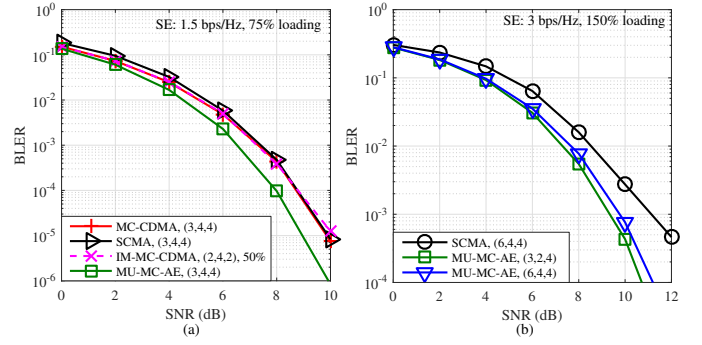 SE: 1.5 bps/Hz, 75% loading
10^0
10^-1
10^-2
10^-3
10^-4
10^-5
10^-6
BLER
MC-CDMA, (3,4,4)
SCMA, (3,4,4)
IM-MC-CDMA, (2,4,2), 50%
MU-MC-AE, (3,4,4)
0 2 4 6 8 10
SNR (dB)
(a)
SE: 3 bps/Hz, 150% loading
10^0
10^-1
10^-2
10^-3
10^-4
BLER
SCMA, (6,4,4)
MU-MC-AE, (3,2,4)
MU-MC-AE, (6,4,4)
0 2 4 6 8 10 12
SNR (dB)
(b)